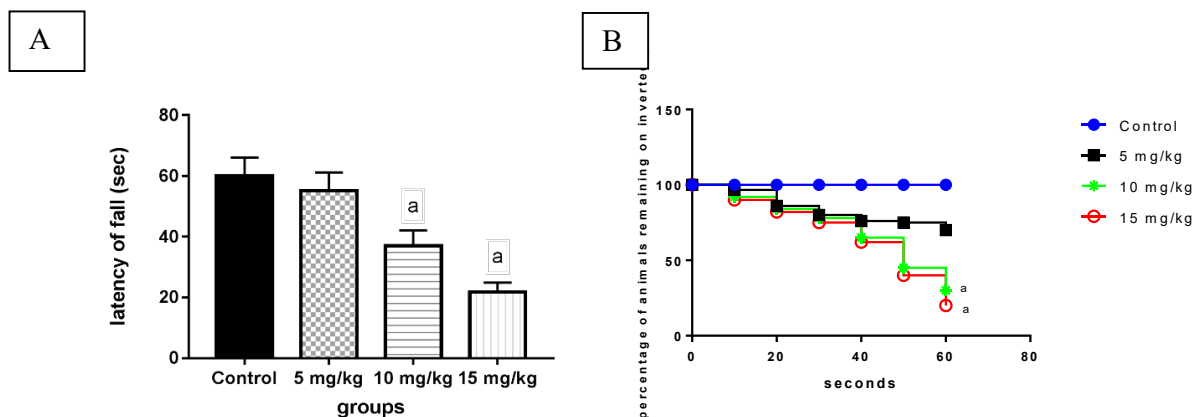 A
latency of fall (sec)
80
60
40
20
0
a
a
Control 5 mg/kg 10 mg/kg 15 mg/kg
groups
B
percentage of animals remaining on inverted
150
100
50
0
a
a
0 20 40 60 80
seconds
Control
5 mg/kg
10 mg/kg
15 mg/kg